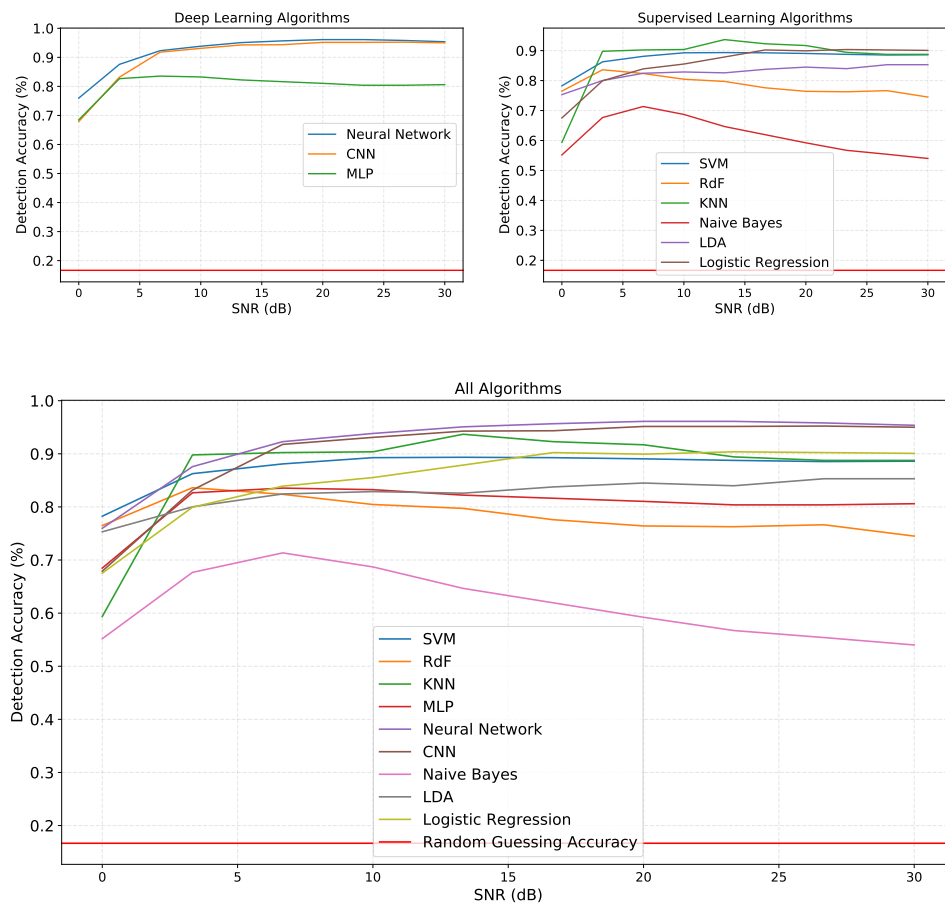 Deep Learning Algorithms
1.0
0.9
0.8
0.7
0.6
0.5
0.4
0.3
0.2
Detection Accuracy (%)
Neural Network
CNN
MLP
0 5 10 15 20 25 30
SNR (dB)
Supervised Learning Algorithms
0.9
0.8
0.7
0.6
0.5
0.4
0.3
0.2
Detection Accuracy (%)
SVM
RdF
KNN
Naive Bayes
LDA
Logistic Regression
0 5 10 15 20 25 30
SNR (dB)
All Algorithms
1.0
0.9
0.8
0.7
0.6
0.5
0.4
0.3
0.2
Detection Accuracy (%)
SVM
RdF
KNN
MLP
Neural Network
CNN
Naive Bayes
LDA
Logistic Regression
Random Guessing Accuracy
0 5 10 15 20 25 30
SNR (dB)